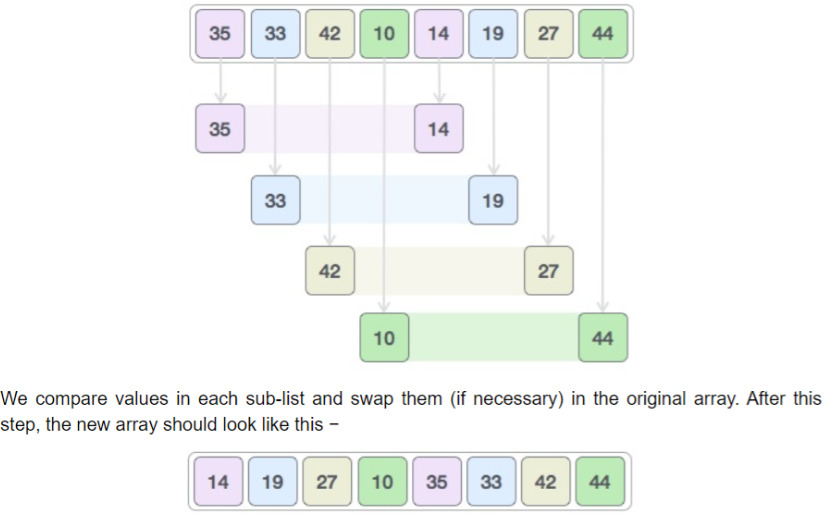 35 33 42 10 14 19 27 44
35 14
33 19
42 27
10 44
We compare values in each sub-list and swap them (if necessary) in the original array. After this
step, the new array should look like this −
14 19 27 10 35 33 42 44